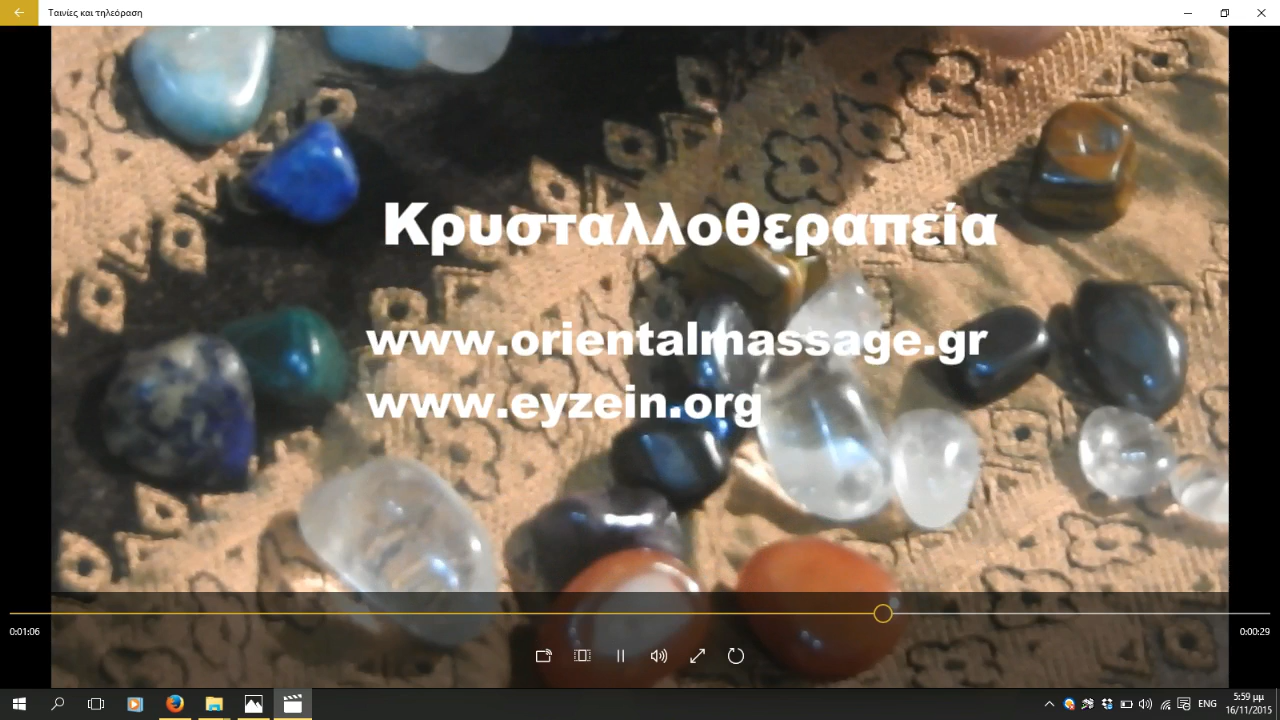 Ταινίες και τηλεόραση
Κρυσταλλοθεραπεία
www.orientalmassage.gr
www.eyzein.org
0:01:06
0:00:29
ENG
5:59 μμ
16/11/2015